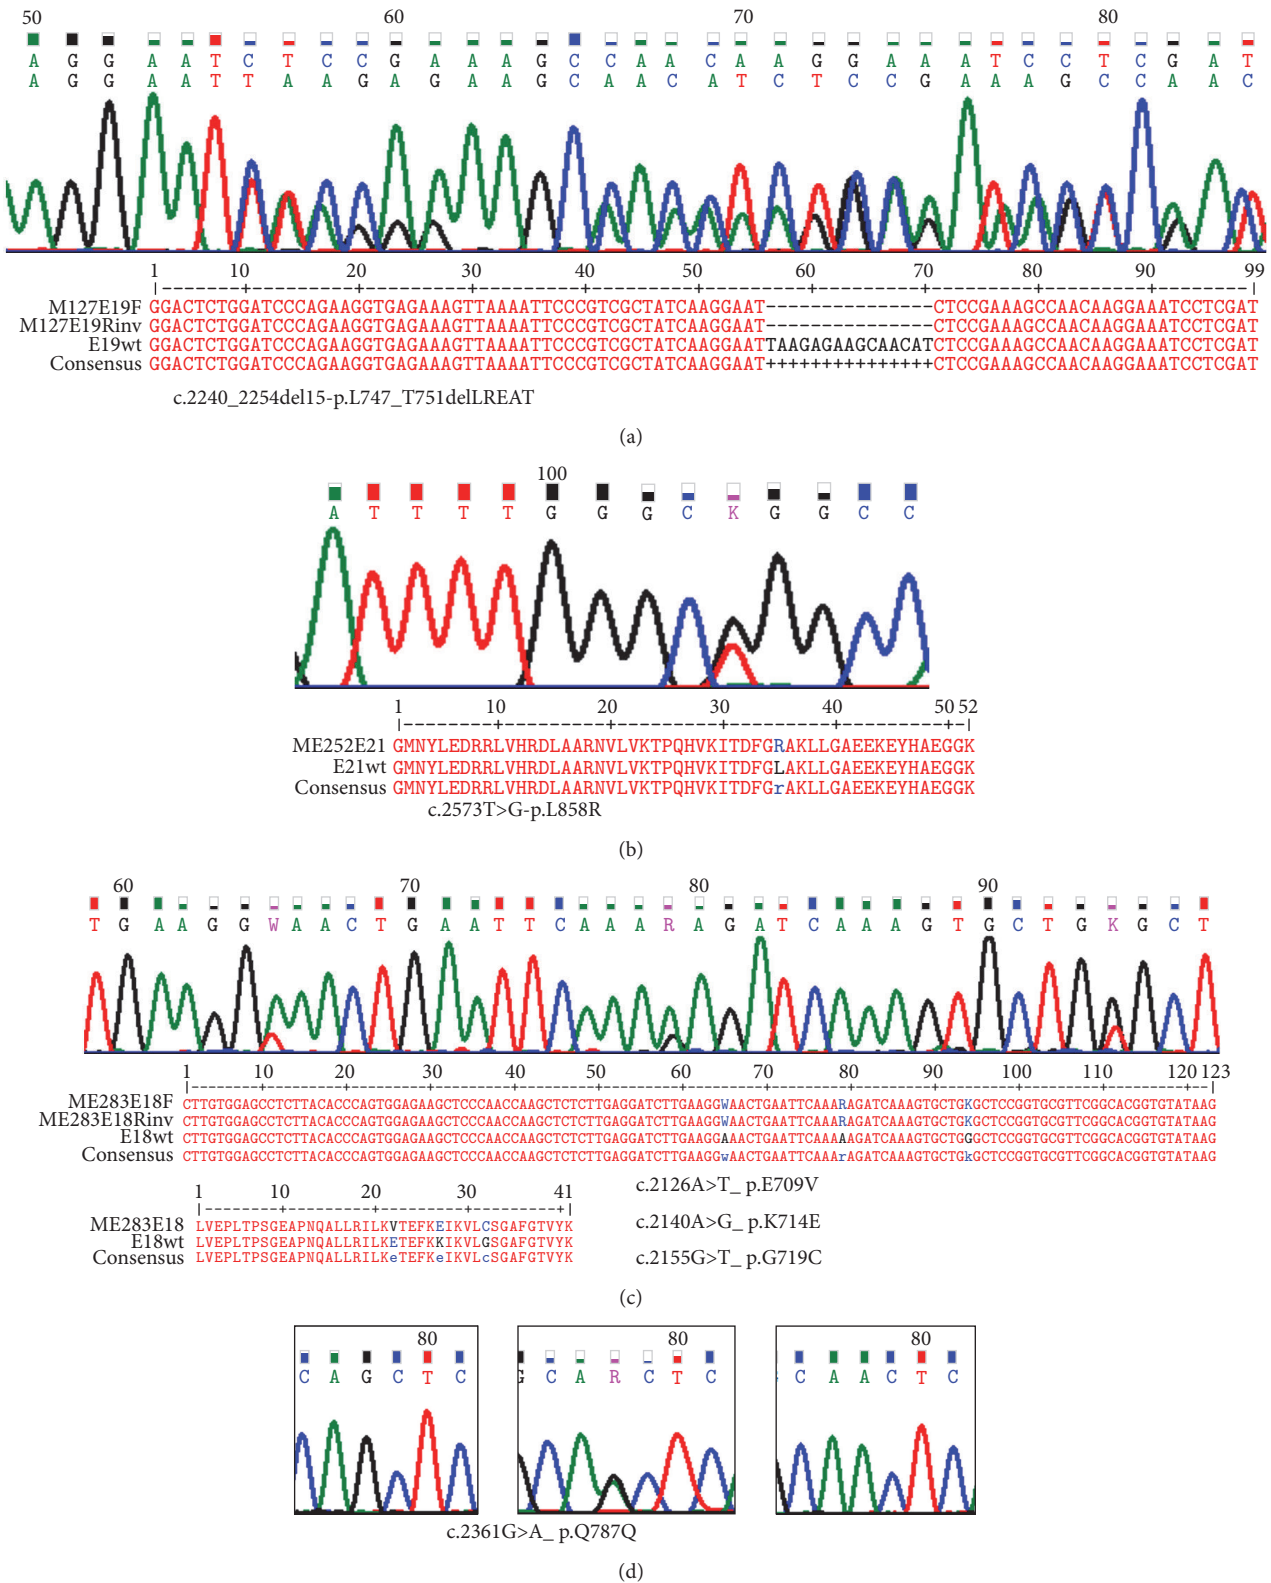 50 60 70 80
A G G A A T C T C C G A A A G C C A A C A A G G A A T C C T C G A T
A G G A A T T A A G A G A A G C A A C A T C T C C G A A A G C C A A C
1 10 20 30 40 50 60 70 80 90 99
M127E19F GGACTCTGGATCCCAGAAGGTGAGAAAGTTAAAATTCCCGTCGCTATCAAGGAAT---------------CTCCGAAAGCCAACAAGGAAATCCTCGAT
M127E19Rinv GGACTCTGGATCCCAGAAGGTGAGAAAGTTAAAATTCCCGTCGCTATCAAGGAAT---------------CTCCGAAAGCCAACAAGGAAATCCTCGAT
E19wt GGACTCTGGATCCCAGAAGGTGAGAAAGTTAAAATTCCCGTCGCTATCAAGGAATTAAGAGAAGCAACATCTCCGAAAGCCAACAAGGAAATCCTCGAT
Consensus GGACTCTGGATCCCAGAAGGTGAGAAAGTTAAAATTCCCGTCGCTATCAAGGAAT+++++++++++++++CTCCGAAAGCCAACAAGGAAATCCTCGAT
c.2240_2254del15-p.L747_T751delLREAT
(a)
100
A T T T T G G G C K G G C C
1 10 20 30 40 50 52
ME252E21 GMNYLEDRRLVHRDLAARNVLVKTPQHVKITDFGRAKLLGAEEKEYHAEGGK
E21wt GMNYLEDRRLVHRDLAARNVLVKTPQHVKITDFGLAKLLGAEEKEYHAEGGK
Consensus GMNYLEDRRLVHRDLAARNVLVKTPQHVKITDFGrAKLLGAEEKEYHAEGGK
c.2573T>G-p.L858R
(b)
60 70 80 90
T G A A G G W A A C T G A A T T C A A A R A G A T C A A A G T G C T G K G C T
1 10 20 30 40 50 60 70 80 90 100 110 120 123
ME283E18F CTTGTGGAGCCTCTTACACCCAGTGGAGAAGCTCCCAACCAAGCTCTCTTGAGGATCTTGAAGGWAACTGAATTCAAARAGATCAAAGTGCTGKGCTCCGGTGCGTTCGGCACGGTGTATAAG
ME283E18Rinv CTTGTGGAGCCTCTTACACCCAGTGGAGAAGCTCCCAACCAAGCTCTCTTGAGGATCTTGAAGGWAACTGAATTCAAARAGATCAAAGTGCTGKGCTCCGGTGCGTTCGGCACGGTGTATAAG
E18wt CTTGTGGAGCCTCTTACACCCAGTGGAGAAGCTCCCAACCAAGCTCTCTTGAGGATCTTGAAGGAAACTGAATTCAAAAAGATCAAAGTGCTGGGCTCCGGTGCGTTCGGCACGGTGTATAAG
Consensus CTTGTGGAGCCTCTTACACCCAGTGGAGAAGCTCCCAACCAAGCTCTCTTGAGGATCTTGAAGGwAACTGAATTCAAArAGATCAAAGTGCTGkGCTCCGGTGCGTTCGGCACGGTGTATAAG
1 10 20 30 41
ME283E18 LVEPLTPSGEAPNQALLRILKVTEFKEIKVLCSGAFGTVYK
E18wt LVEPLTPSGEAPNQALLRILKETEFKKIKVLGSGAFGTVYK
Consensus LVEPLTPSGEAPNQALLRILKeTEFKeIKVLcSGAFGTVYK
c.2126A>T_ p.E709V
c.2140A>G_ p.K714E
c.2155G>T_ p.G719C
(c)
80 80 80
C A G C T C
G C A R C T C
C A A C T C
c.2361G>A_ p.Q787Q
(d)